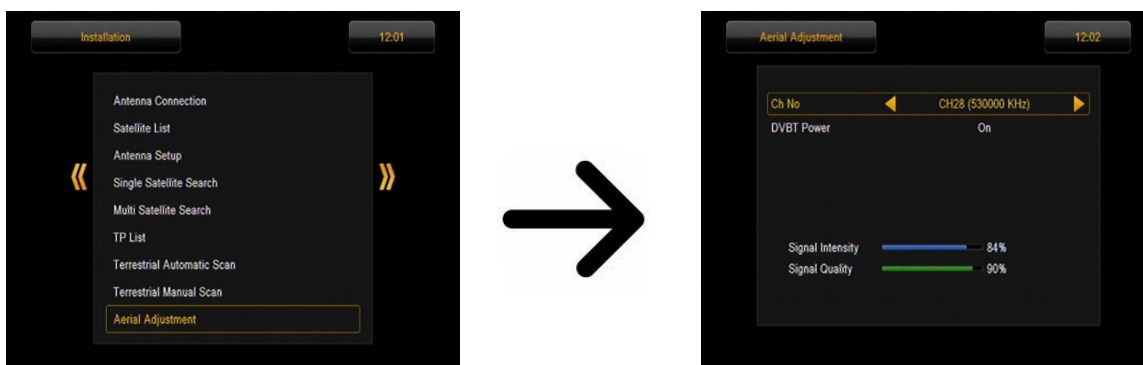 Installation
12:01
Antenna Connection
Satellite List
Antenna Setup
Single Satellite Search
Multi Satellite Search
TP List
Terrestrial Automatic Scan
Terrestrial Manual Scan
Aerial Adjustment
Aerial Adjustment
12:02
Ch No CH28 (530000 KHz)
DVBT Power On
Signal Intensity 84%
Signal Quality 90%